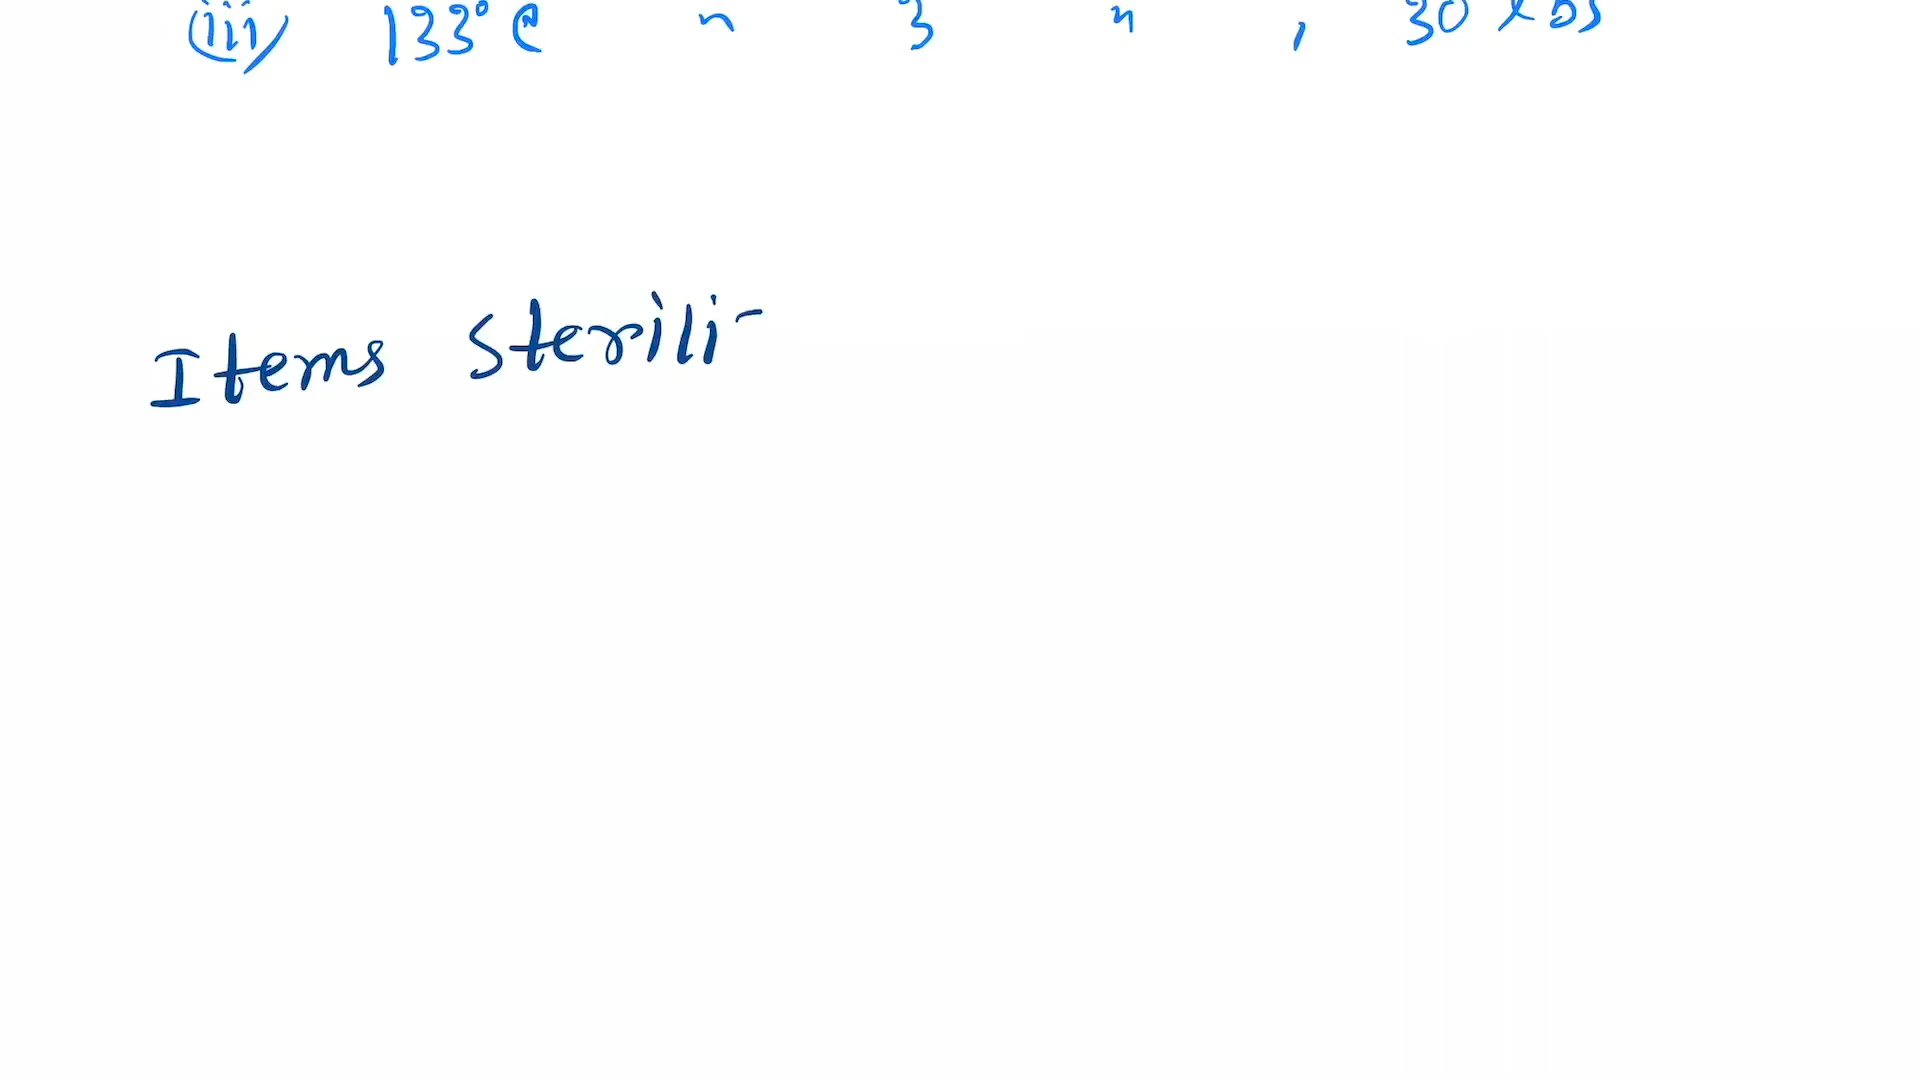 (iii) 133°C " 3 " , 30 lbs
Items Sterili